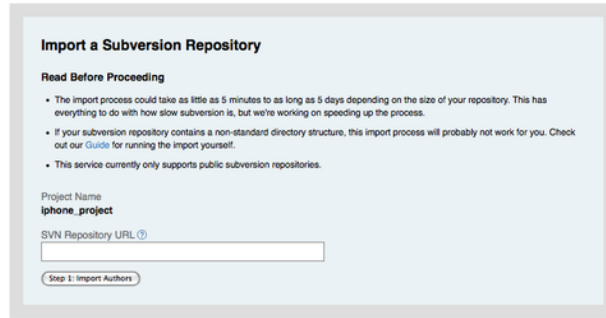 Import a Subversion Repository
Read Before Proceeding
• The import process could take as little as 5 minutes to as long as 5 days depending on the size of your repository. This has
everything to do with how slow subversion is, but we're working on speeding up the process.
• If your subversion repository contains a non-standard directory structure, this import process will probably not work for you. Check
out our Guide for running the import yourself.
• This service currently only supports public subversion repositories.
Project Name
iphone_project
SVN Repository URL ?
Step 1: Import Authors